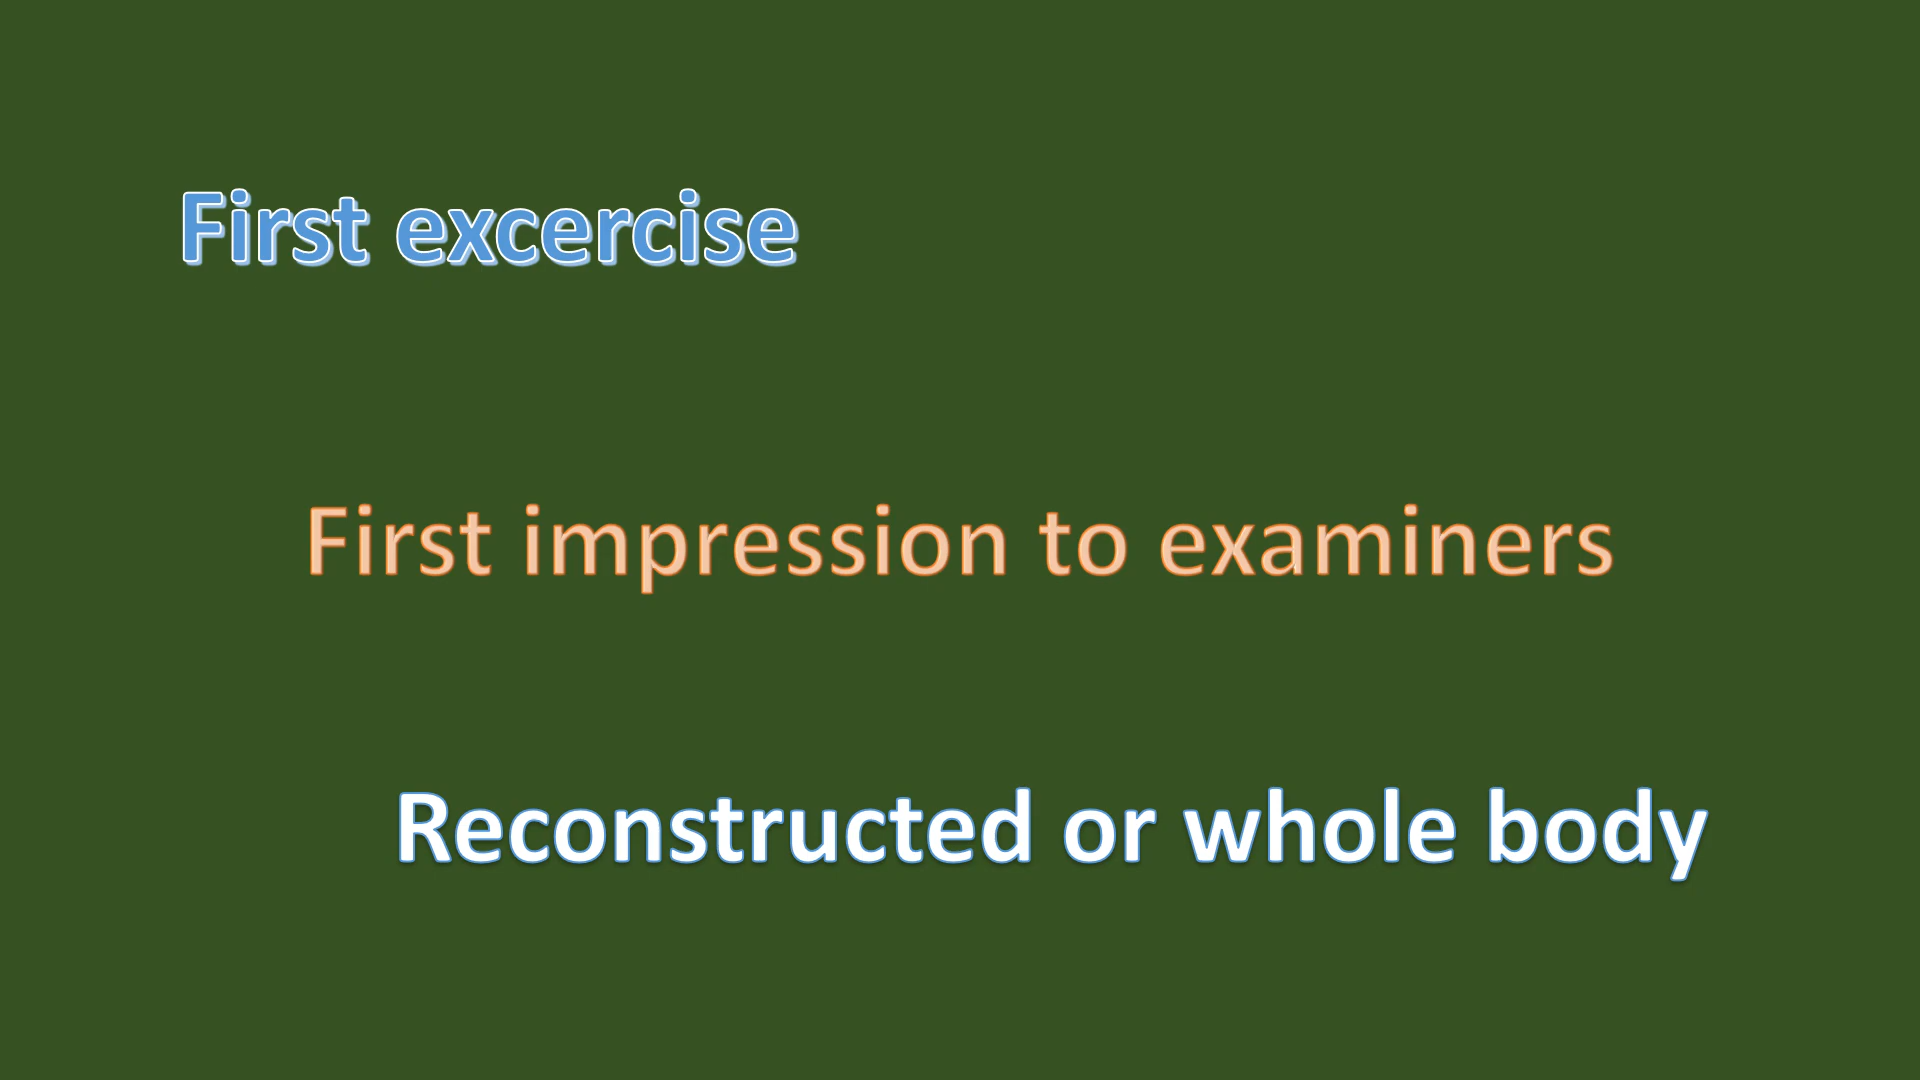 First excercise
First impression to examiners
Reconstructed or whole body